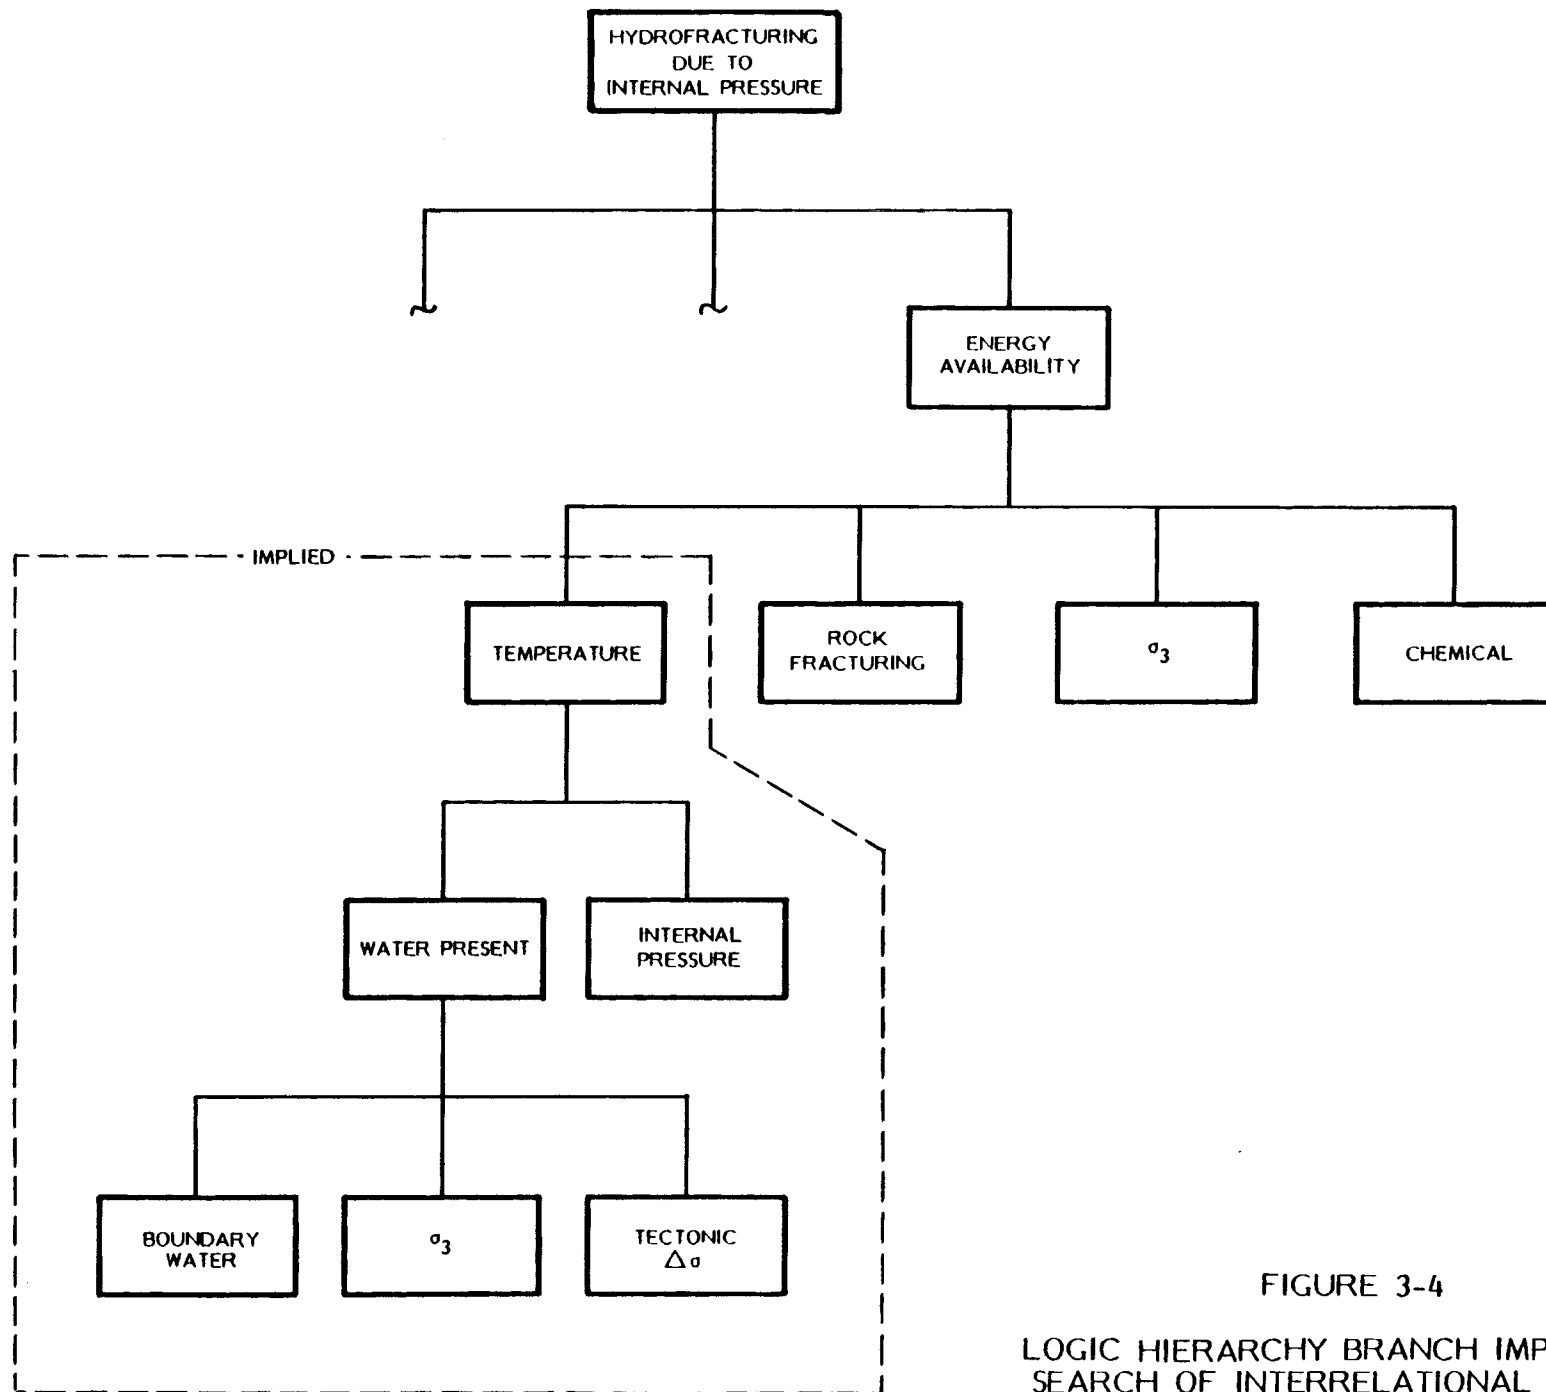 HYDROFRACTURING
DUE TO
INTERNAL PRESSURE
ENERGY
AVAILABILITY
IMPLIED
TEMPERATURE
ROCK
FRACTURING
σ3
CHEMICAL
WATER PRESENT
INTERNAL
PRESSURE
BOUNDARY
WATER
σ3
TECTONIC
Δσ
FIGURE 3-4
LOGIC HIERARCHY BRANCH IMP
SEARCH OF INTERRELATIONAL